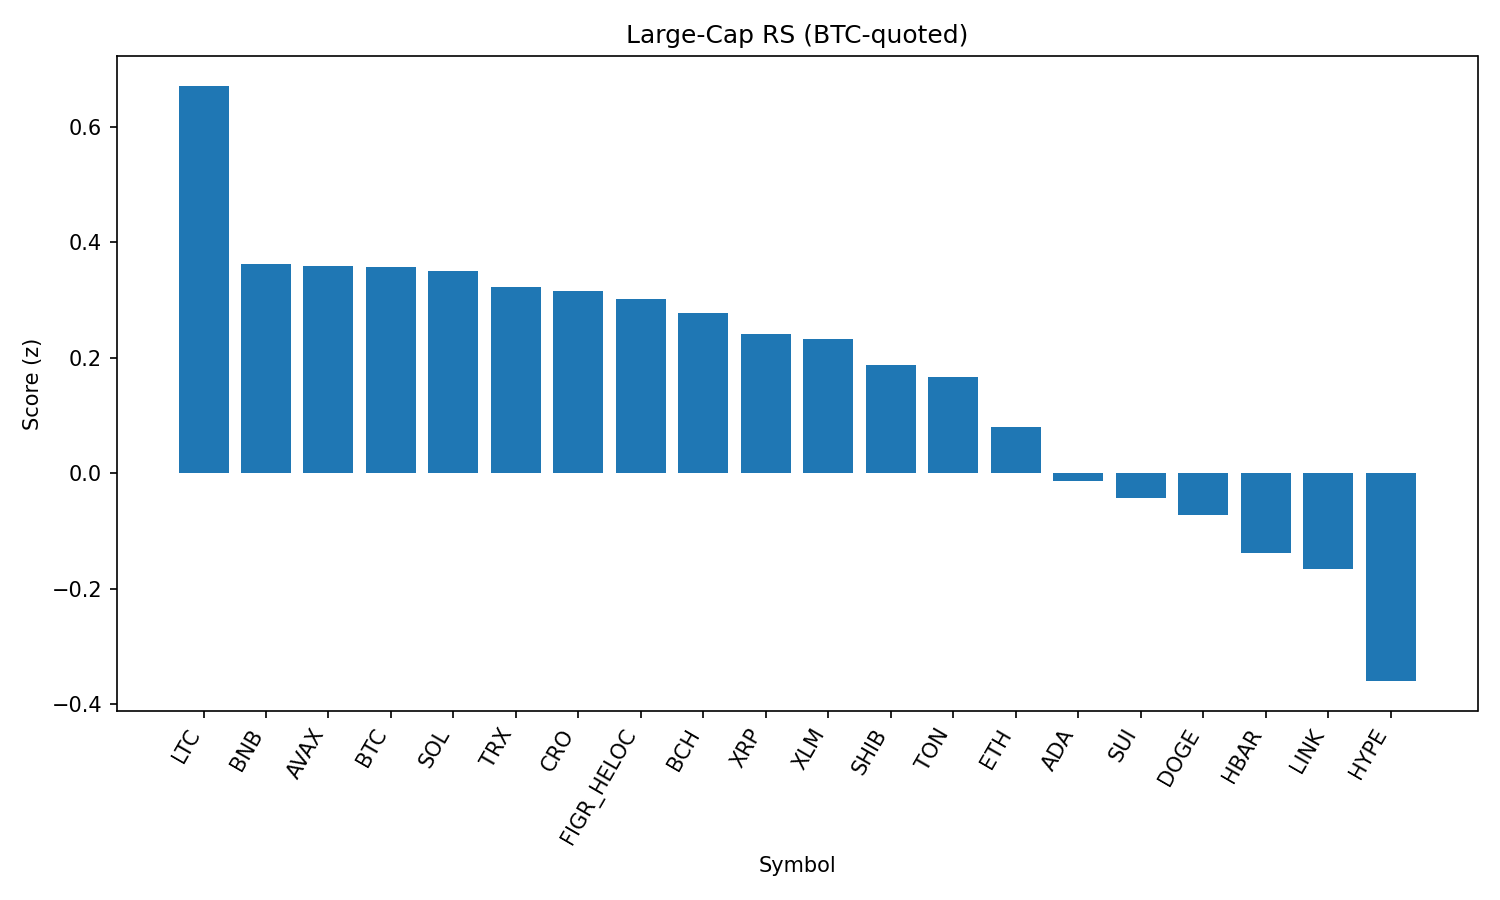 Large-Cap RS (BTC-quoted)
Score (z)
0.6
0.4
0.2
0.0
−0.2
−0.4
LTC
BNB
AVAX
BTC
SOL
TRX
CRO
FIGR_HELOC
BCH
XRP
XLM
SHIB
TON
ETH
ADA
SUI
DOGE
HBAR
LINK
HYPE
Symbol